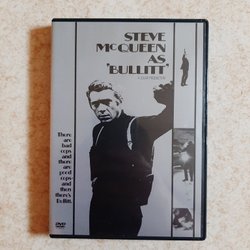 STEVE
McQUEEN
AS
'BULLITT'
There
are
bad
cops
and
there
are
good
cops-
and
then
there's
Bullitt.
DVD